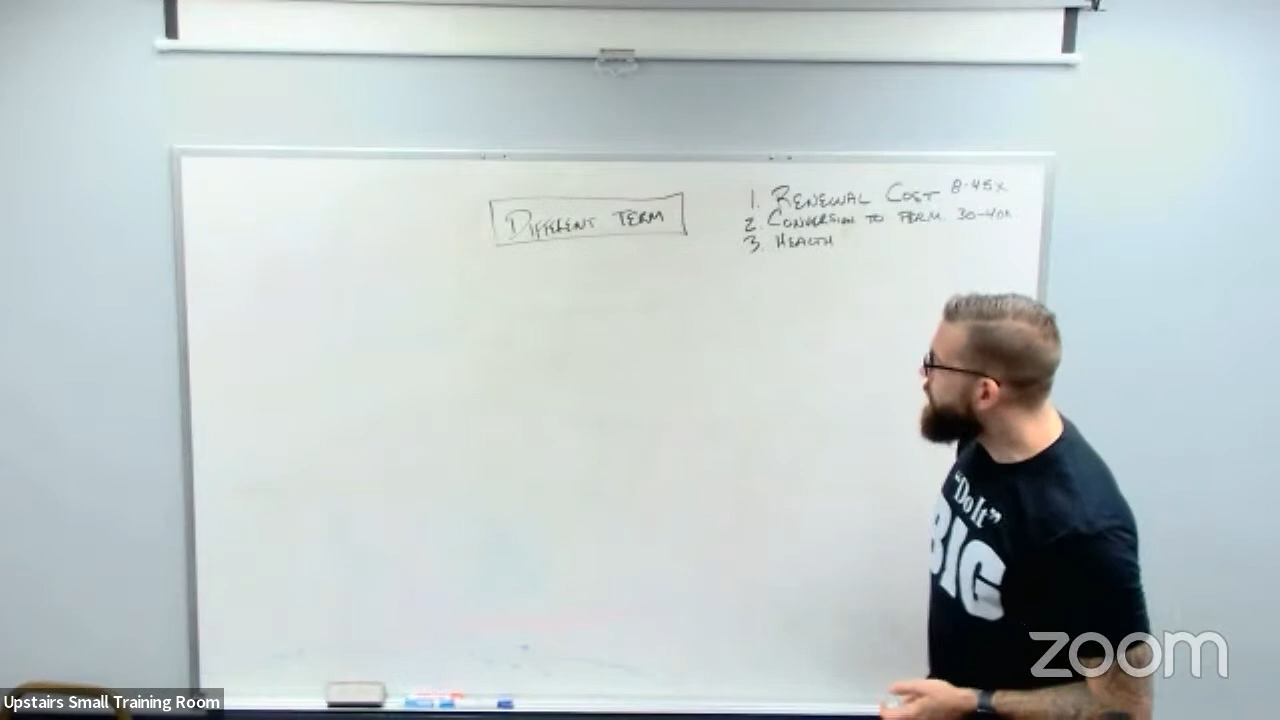 DIFFERENT TERM
1. RENEWAL COST 8-45x
2. CONVERSION TO PERM. 30-40x
3. HEALTH
"Do It"
BIG
zoom
Upstairs Small Training Room